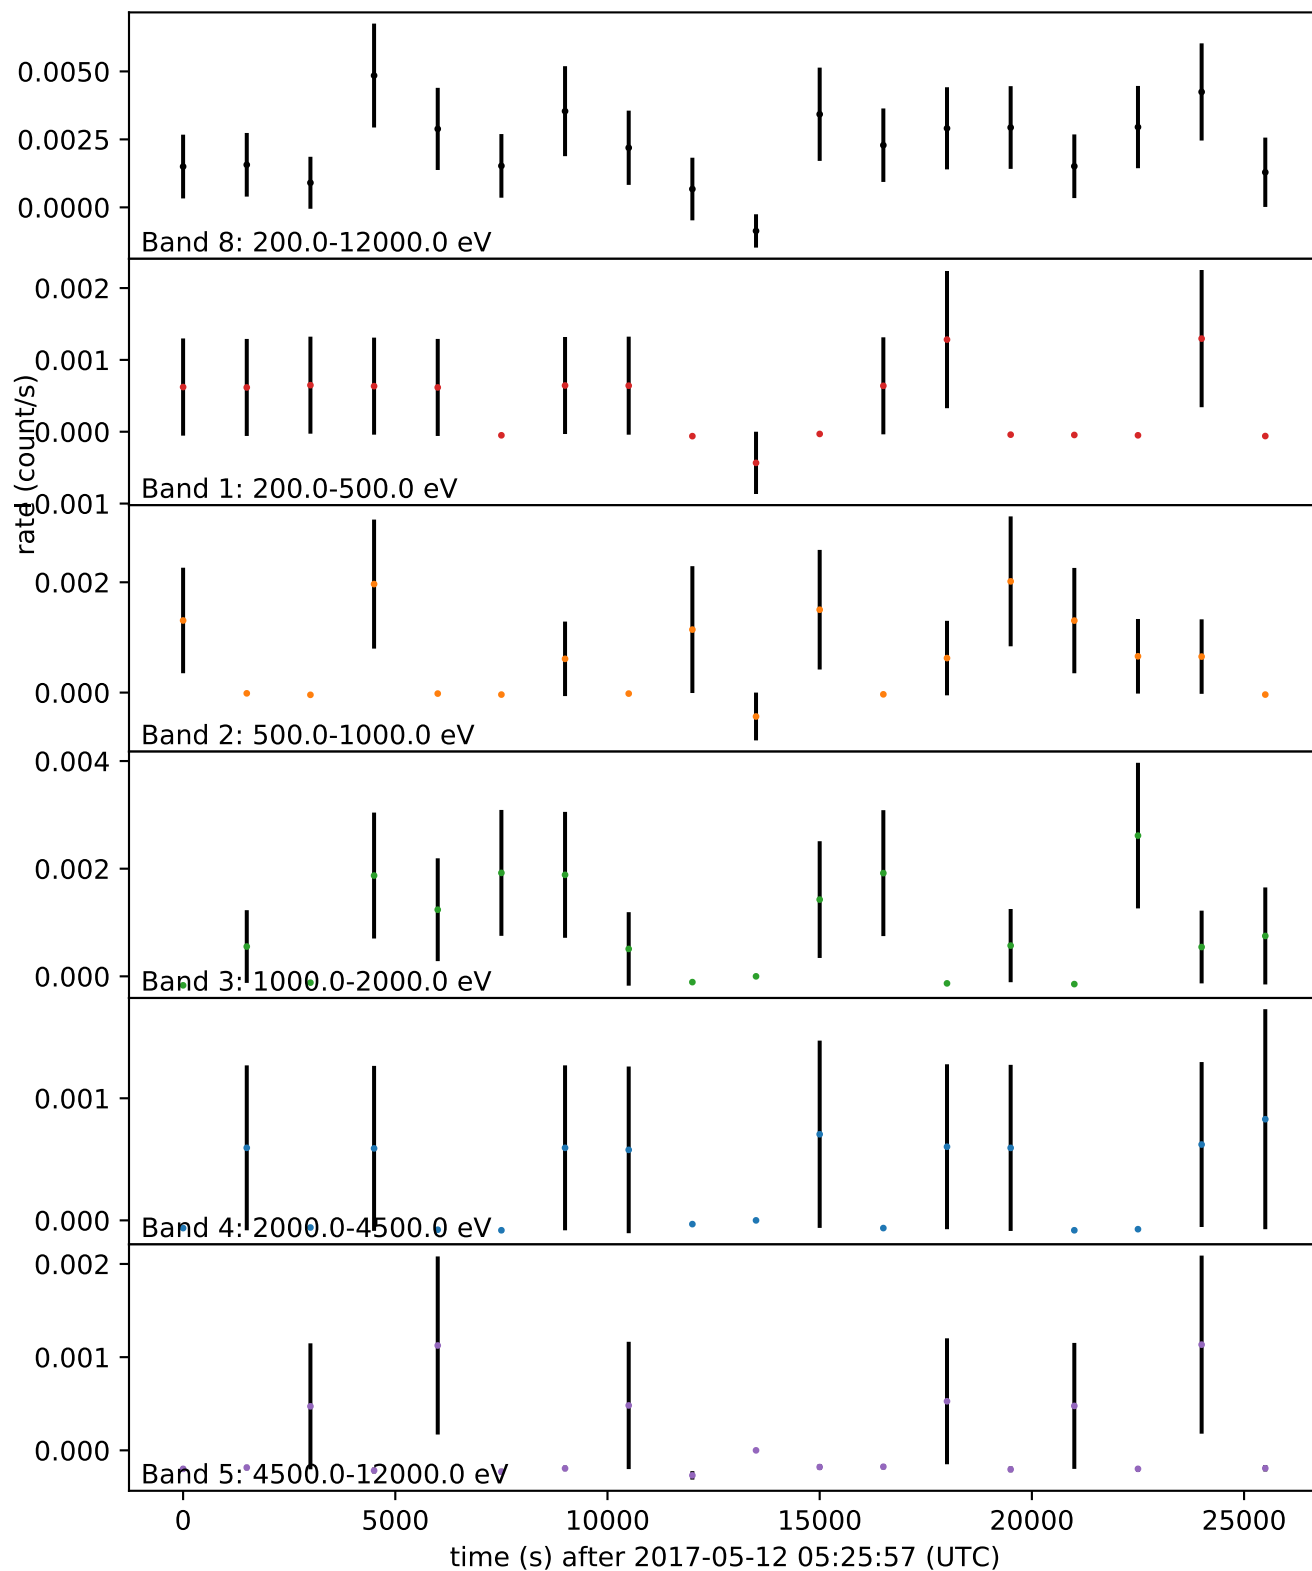 0.0050
0.0025
0.0000
Band 8: 200.0-12000.0 eV
0.002
0.001
0.000
0.001
Band 1: 200.0-500.0 eV
rate (count/s)
0.002
0.000
Band 2: 500.0-1000.0 eV
0.004
0.002
0.000
Band 3: 1000.0-2000.0 eV
0.001
0.000
Band 4: 2000.0-4500.0 eV
0.002
0.001
0.000
Band 5: 4500.0-12000.0 eV
0 5000 10000 15000 20000 25000
time (s) after 2017-05-12 05:25:57 (UTC)